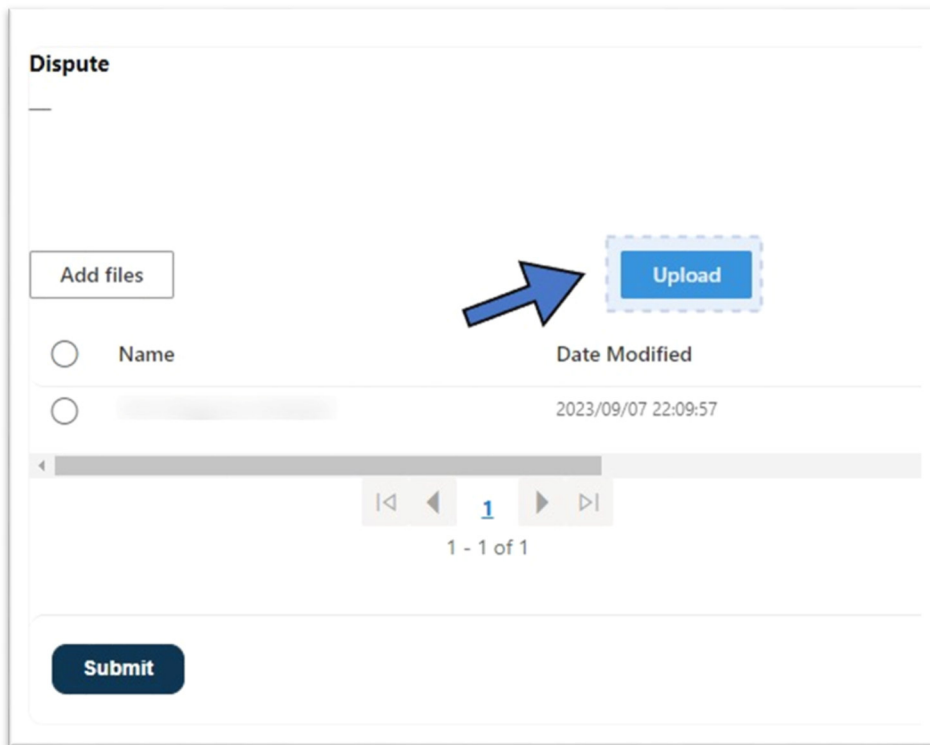 Dispute
Add files
Upload
Name
Date Modified
2023/09/07 22:09:57
1
1 - 1 of 1
Submit